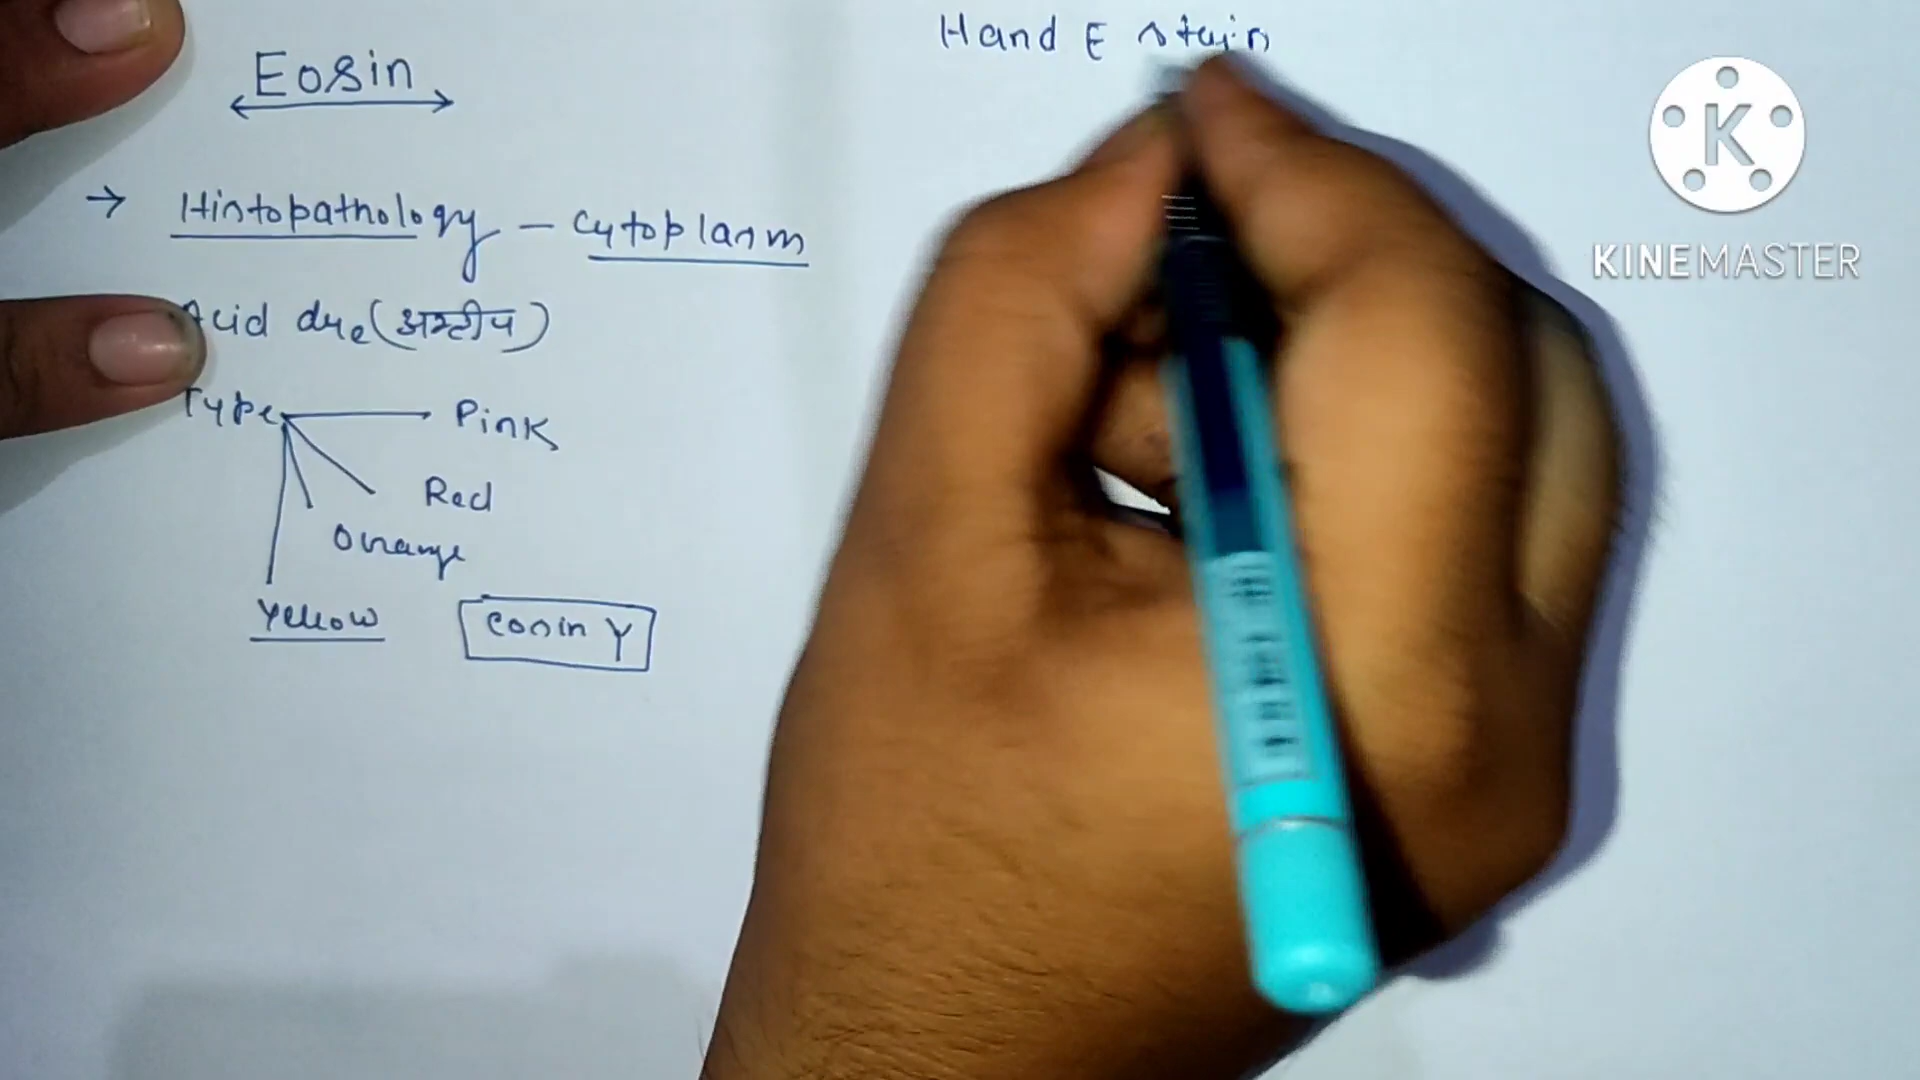 Eosin
→ Histopathology - Cytoplasm
Acid dye (अम्लीय)
Type
Pink
Red
Orange
Yellow
eosin Y
H and E stain
K
KINEMASTER